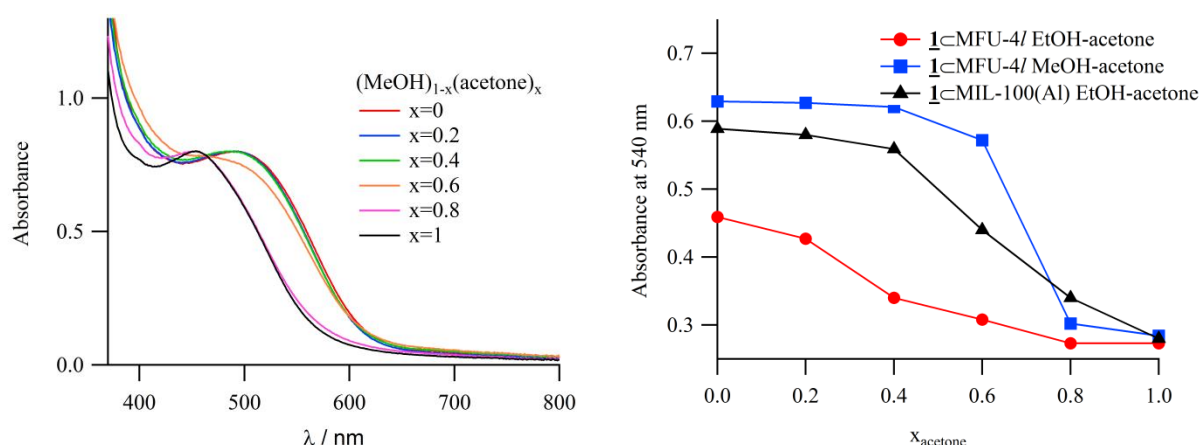 Absorbance
1.0
0.5
0.0
400
500
600
700
800
λ / nm
(MeOH)1-x(acetone)x
x=0
x=0.2
x=0.4
x=0.6
x=0.8
x=1
Absorbance at 540 nm
0.7
0.6
0.5
0.4
0.3
0.0
0.2
0.4
0.6
0.8
1.0
xacetone
1⊂MFU-4l EtOH-acetone
1⊂MFU-4l MeOH-acetone
1⊂MIL-100(Al) EtOH-acetone